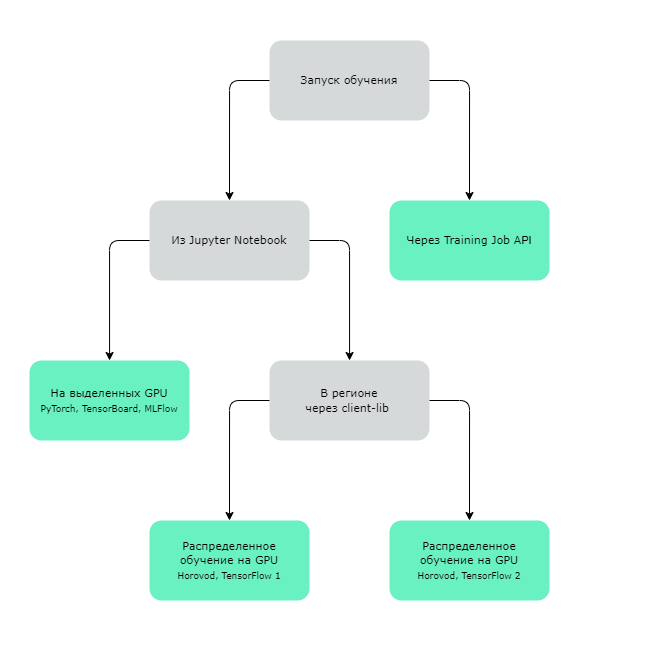 Запуск обучения
Из Jupyter Notebook
Через Training Job API
На выделенных GPU
PyTorch, TensorBoard, MLFlow
В регионе
через client-lib
Распределенное
обучение на GPU
Horovod, TensorFlow 1
Распределенное
обучение на GPU
Horovod, TensorFlow 2